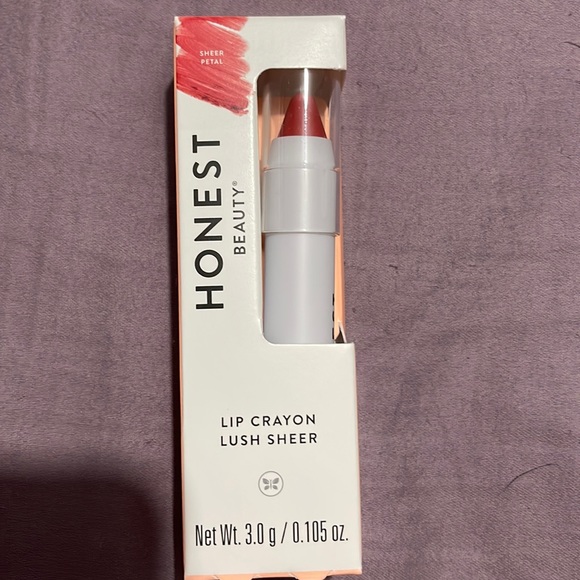 SHEER
PETAL
HONEST
BEAUTY®
LIP CRAYON
LUSH SHEER
Net Wt. 3.0 g / 0.105 oz.